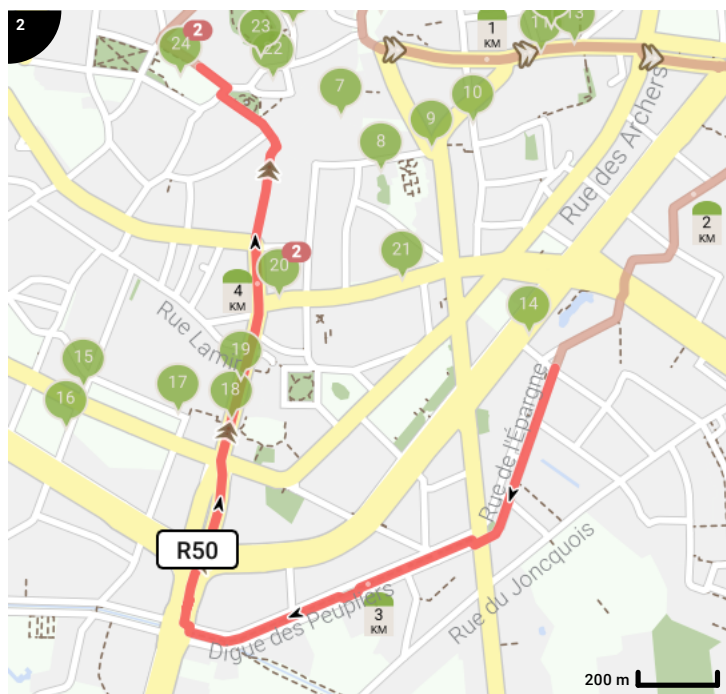 2
24
2
23
22
1
KM
11
13
7
10
9
8
Rue des Archers
2
KM
21
20
2
4
KM
14
Rue Lamir
19
15
17
18
16
Rue de l'Épargne
R50
Rue du Joncquois
Digue des Peupliers
3
KM
200 m